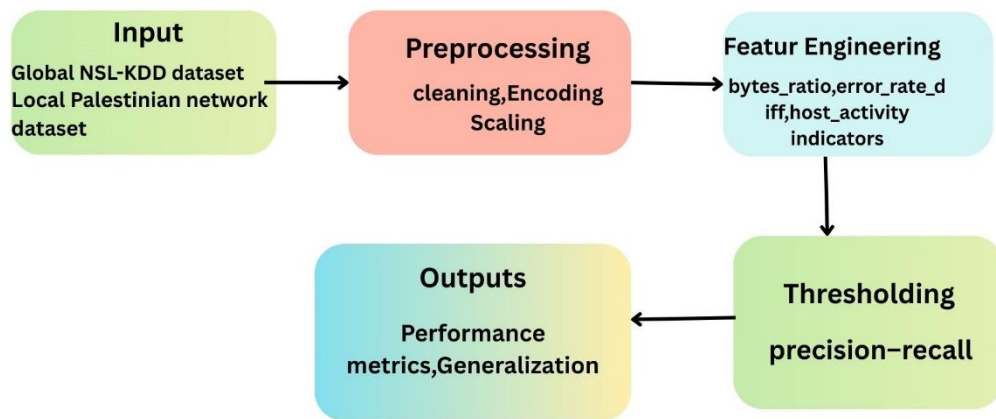 Input
Global NSL-KDD dataset
Local Palestinian network
dataset
Preprocessing
cleaning,Encoding
Scaling
Featur Engineering
bytes_ratio,error_rate_d
iff,host_activity
indicators
Thresholding
precision–recall
Outputs
Performance
metrics,Generalization